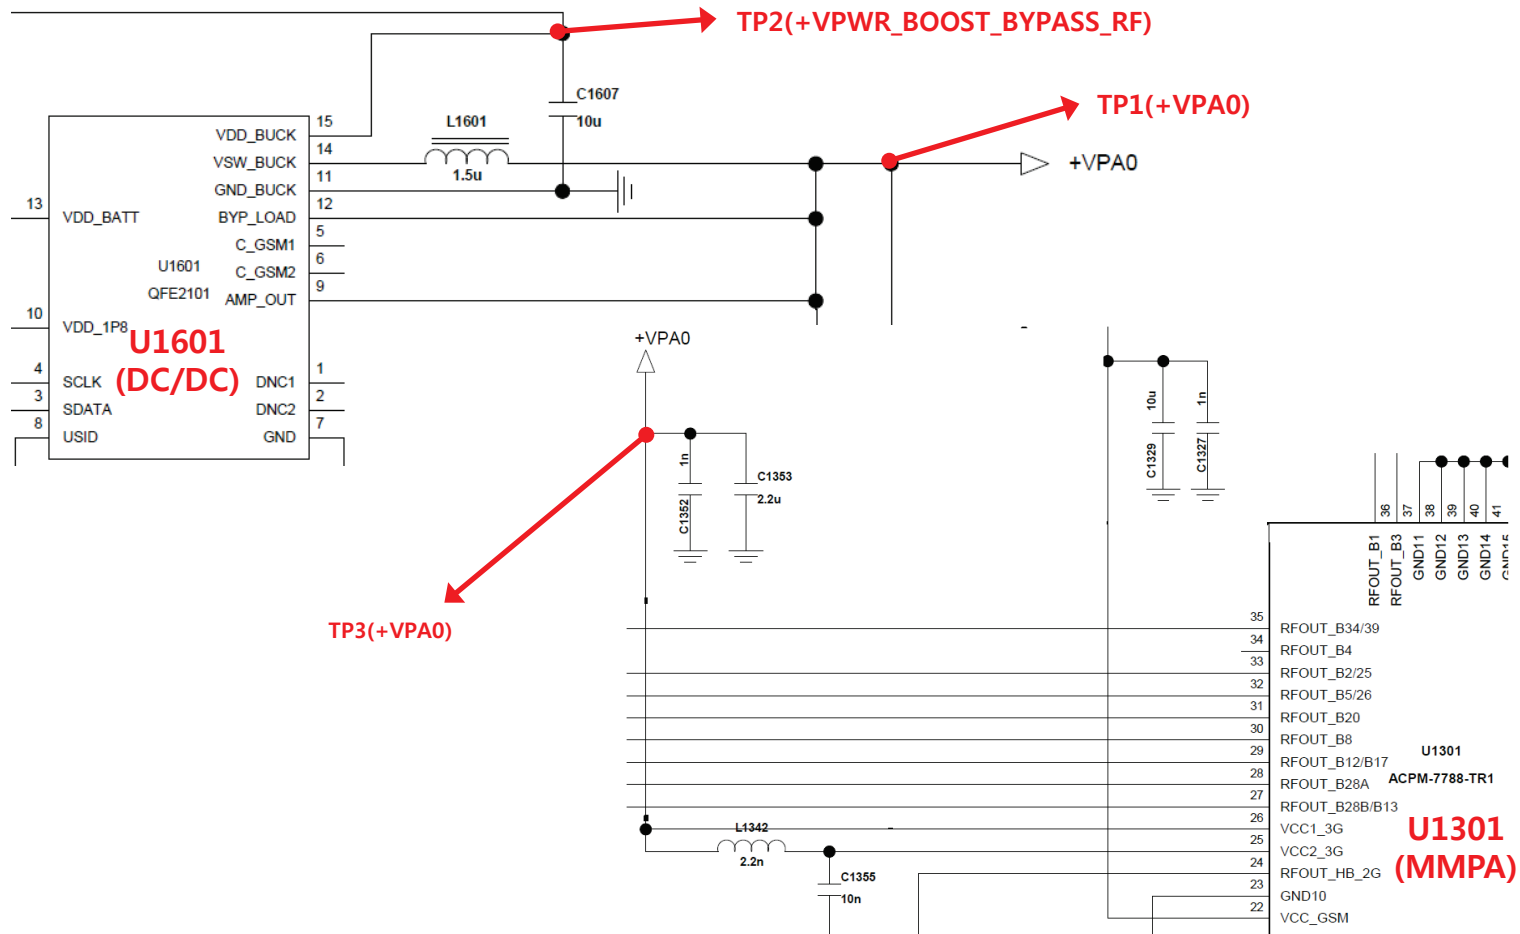 TP2(+VPWR_BOOST_BYPASS_RF)
C1607
10u
TP1(+VPA0)
L1601
1.5u
+VPA0
15
VDD_BUCK
14
VSW_BUCK
11
GND_BUCK
12
BYP_LOAD
5
C_GSM1
6
C_GSM2
9
AMP_OUT
1
DNC1
2
DNC2
7
GND
13
VDD_BATT
10
VDD_1P8
4
SCLK
3
SDATA
8
USID
U1601
QFE2101
U1601
(DC/DC)
+VPA0
1n
C1352
C1353
2.2u
TP3(+VPA0)
10u
C1329
1n
C1327
36
37
38
39
40
41
RFOUT_B1
RFOUT_B3
GND11
GND12
GND13
GND14
35
RFOUT_B34/39
34
RFOUT_B4
33
RFOUT_B2/25
32
RFOUT_B5/26
31
RFOUT_B20
30
RFOUT_B8
29
RFOUT_B12/B17
28
RFOUT_B28A
27
RFOUT_B28B/B13
26
VCC1_3G
25
VCC2_3G
24
RFOUT_HB_2G
23
GND10
22
VCC_GSM
U1301
ACPM-7788-TR1
U1301
(MMPA)
L1342
2.2n
C1355
10n